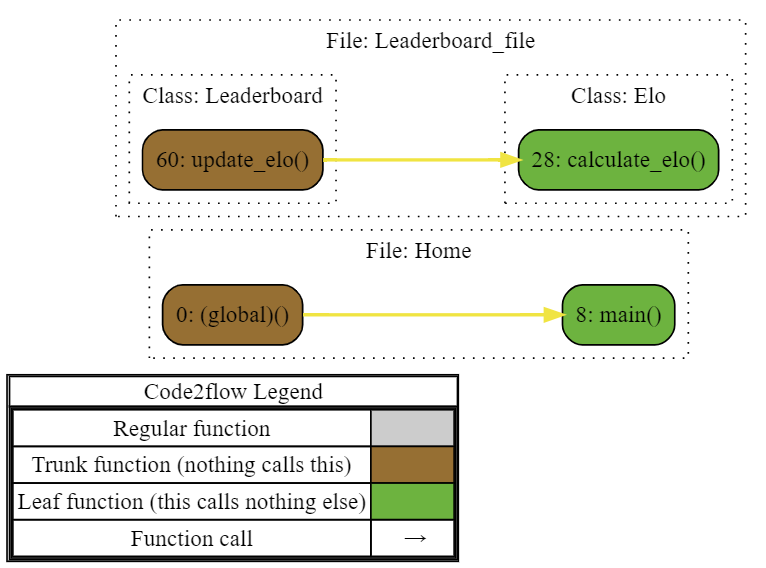 File: Leaderboard_file
Class: Leaderboard
Class: Elo
60: update_elo()
28: calculate_elo()
File: Home
0: (global)()
8: main()
Code2flow Legend
Regular function
Trunk function (nothing calls this)
Leaf function (this calls nothing else)
Function call →